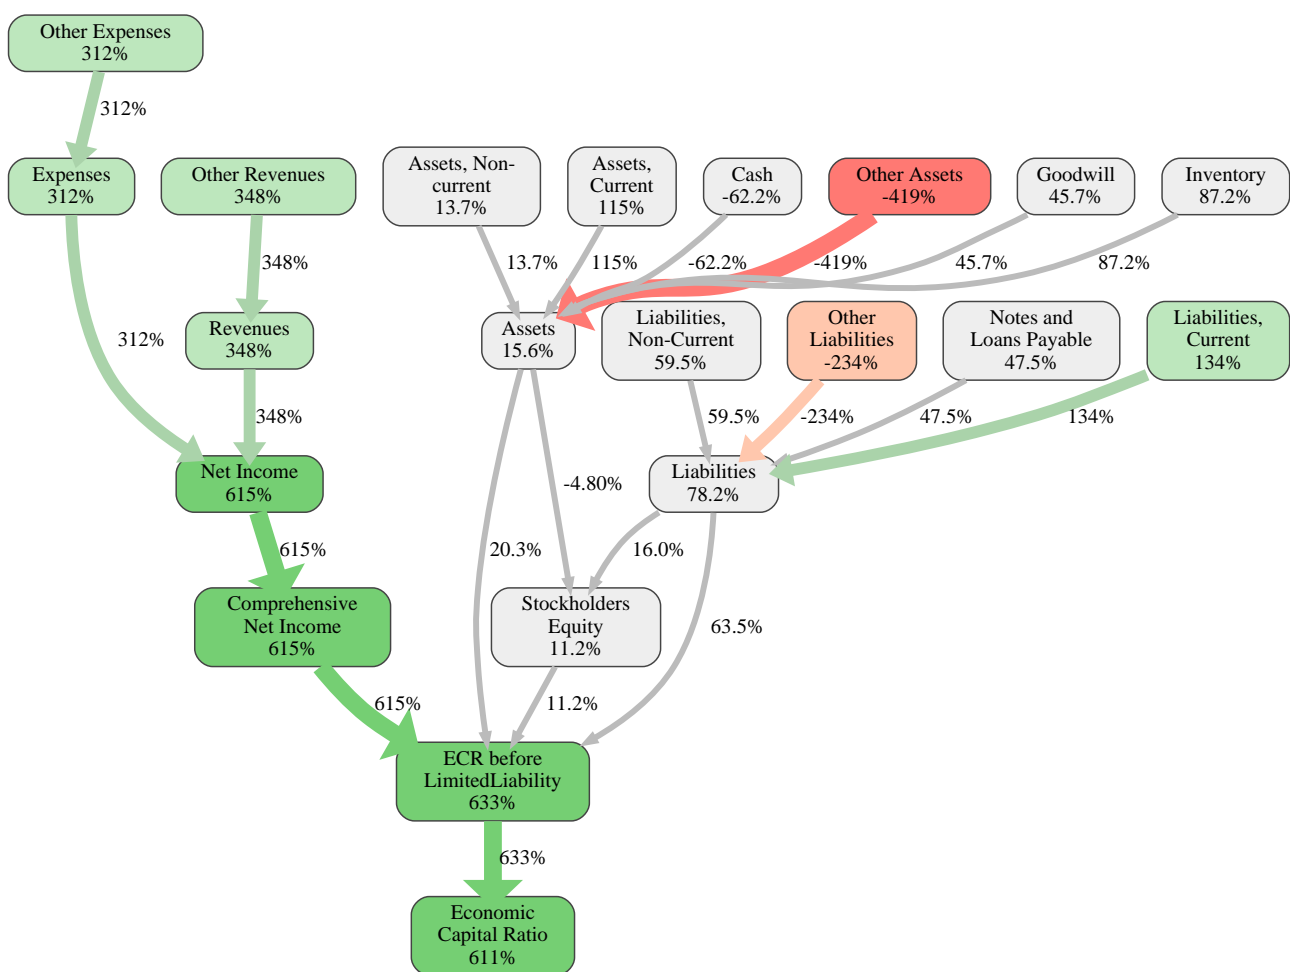 Other Expenses
312%
312%
Expenses
312%
Other Revenues
348%
Assets, Non-
current
13.7%
Assets,
Current
115%
Cash
-62.2%
Other Assets
-419%
Goodwill
45.7%
Inventory
87.2%
348%
13.7%
115%
-62.2%
-419%
45.7%
87.2%
312%
Revenues
348%
Assets
15.6%
Liabilities,
Non-Current
59.5%
Other
Liabilities
-234%
Notes and
Loans Payable
47.5%
Liabilities,
Current
134%
348%
59.5%
-234%
47.5%
134%
Net Income
615%
-4.80%
Liabilities
78.2%
615%
20.3%
16.0%
Comprehensive
Net Income
615%
Stockholders
Equity
11.2%
63.5%
615%
11.2%
ECR before
LimitedLiability
633%
633%
Economic
Capital Ratio
611%